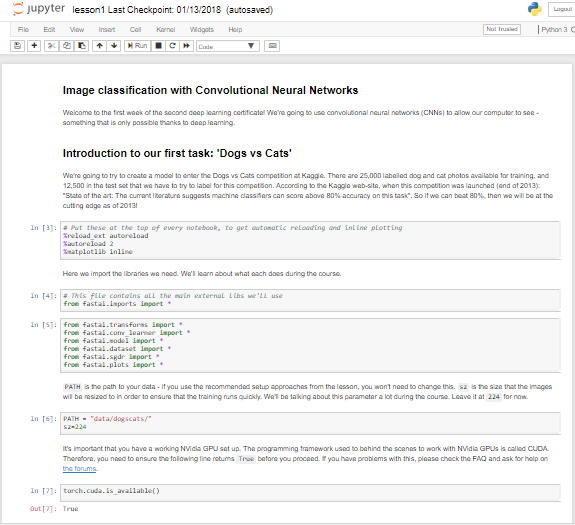 jupyter lesson1 Last Checkpoint: 01/13/2018 (autosaved)
Logout
File Edit View Insert Cell Kernel Widgets Help
Not Trusted
Python 3
Run
Code
Image classification with Convolutional Neural Networks
Welcome to the first week of the second deep learning certificate! We're going to use convolutional neural networks (CNNs) to allow our computer to see -
something that is only possible thanks to deep learning.
Introduction to our first task: 'Dogs vs Cats'
We're going to try to create a model to enter the Dogs vs Cats competition at Kaggle. There are 25,000 labelled dog and cat photos available for training, and
12,500 in the test set that we have to try to label for this competition. According to the Kaggle web-site, when this competition was launched (end of 2013):
"State of the art: The current literature suggests machine classifiers can score above 80% accuracy on this task". So if we can beat 80%, then we will be at the
cutting edge as of 2013!
In [3]: # Put these at the top of every notebook, to get automatic reloading and inline plotting
%reload_ext autoreload
%autoreload 2
%matplotlib inline
Here we import the libraries we need. We'll learn about what each does during the course.
In [4]: # This file contains all the main external libs we'll use
from fastai.imports import *
In [5]: from fastai.transforms import *
from fastai.conv_learner import *
from fastai.model import *
from fastai.dataset import *
from fastai.sgdr import *
from fastai.plots import *
PATH is the path to your data - if you use the recommended setup approaches from the lesson, you won't need to change this. sz is the size that the images
will be resized to in order to ensure that the training runs quickly. We'll be talking about this parameter a lot during the course. Leave it at 224 for now.
In [6]: PATH = "data/dogscats/"
sz=224
It's important that you have a working NVidia GPU set up. The programming framework used to behind the scenes to work with NVidia GPUs is called CUDA.
Therefore, you need to ensure the following line returns True before you proceed. If you have problems with this, please check the FAQ and ask for help on
the forums.
In [7]: torch.cuda.is_available()
Out[7]: True